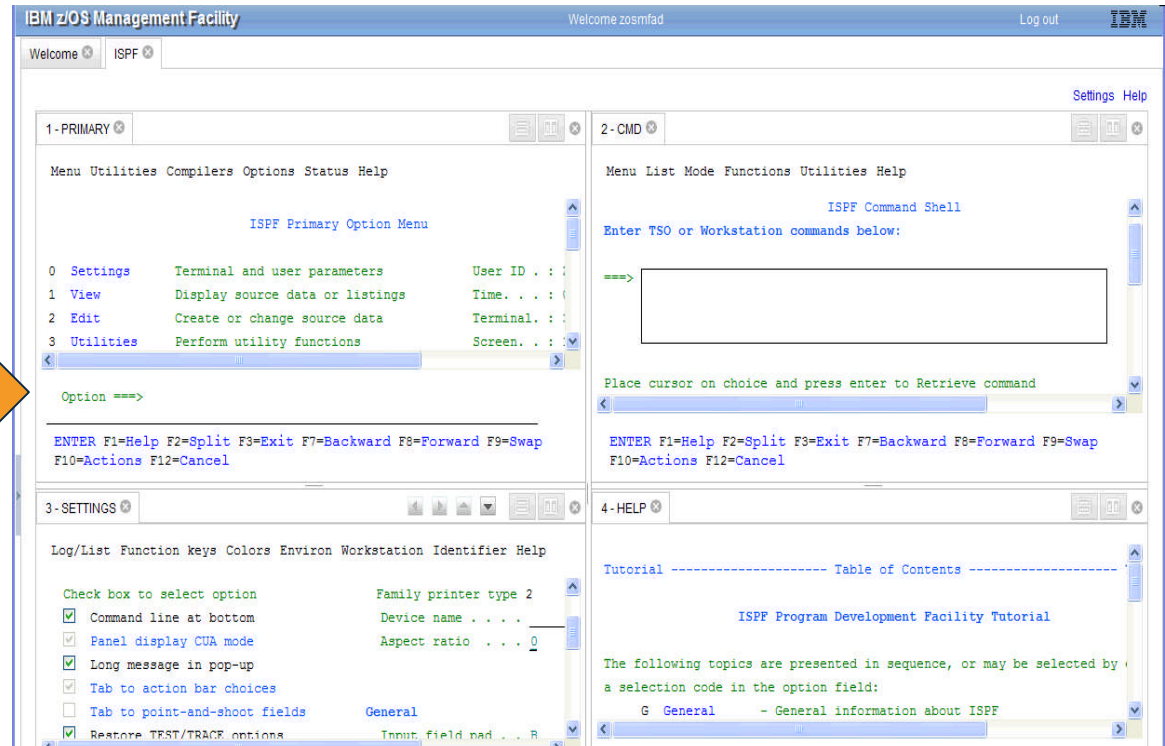 IBM z/OS Management Facility Welcome zosmfad Log out IBM
Welcome ISPF
Settings Help
1 - PRIMARY
Menu Utilities Compilers Options Status Help
ISPF Primary Option Menu
0 Settings Terminal and user parameters User ID . :
1 View Display source data or listings Time. . . :
2 Edit Create or change source data Terminal. :
3 Utilities Perform utility functions Screen. . :
Option ===>
ENTER F1=Help F2=Split F3=Exit F7=Backward F8=Forward F9=Swap
F10=Actions F12=Cancel
2 - CMD
Menu List Mode Functions Utilities Help
ISPF Command Shell
Enter TSO or Workstation commands below:
===>
Place cursor on choice and press enter to Retrieve command
ENTER F1=Help F2=Split F3=Exit F7=Backward F8=Forward F9=Swap
F10=Actions F12=Cancel
3 - SETTINGS
Log/List Function keys Colors Environ Workstation Identifier Help
Check box to select option Family printer type 2
Command line at bottom Device name . . . .
Panel display CUA mode Aspect ratio . . . 0
Long message in pop-up
Tab to action bar choices
Tab to point-and-shoot fields General
Restore TEST/TRACE options Input field pad . . B
4 - HELP
Tutorial --------------------- Table of Contents --------------------
ISPF Program Development Facility Tutorial
The following topics are presented in sequence, or may be selected by
a selection code in the option field:
G General - General information about ISPF